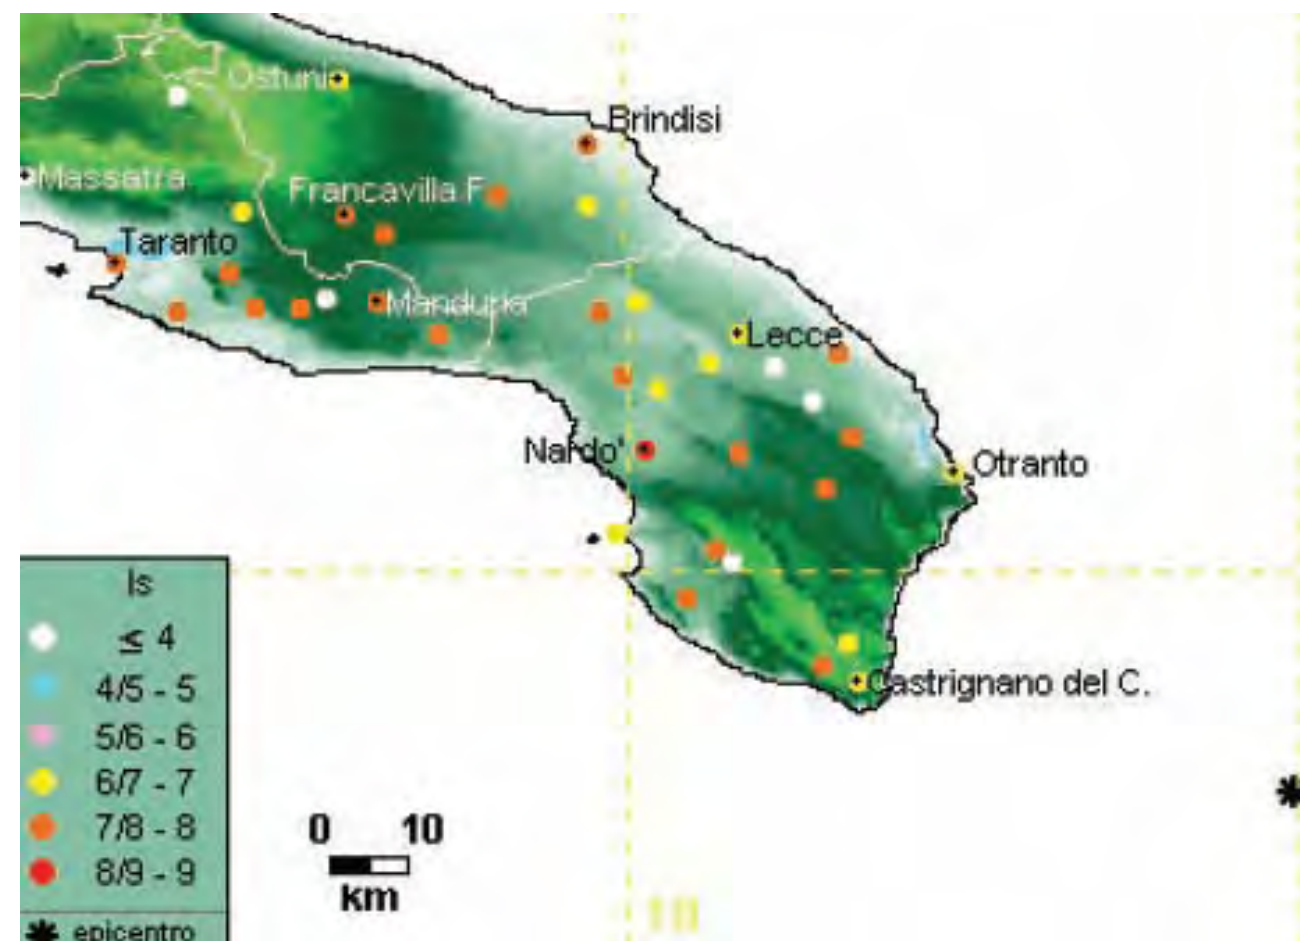 Ostuni
Brindisi
Massafra
Francavilla F.
Taranto
Manduria
Lecce
Nardo'
Otranto
Castrignano del C.
Is
≤ 4
4/5 - 5
5/6 - 6
6/7 - 7
7/8 - 8
8/9 - 9
epicentro
0 10
km